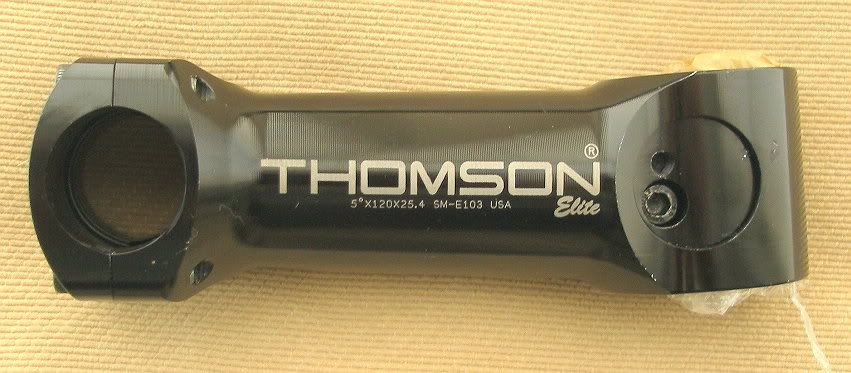 THOMSON®
5°X120X25.4 SM-E103 USA
Elite